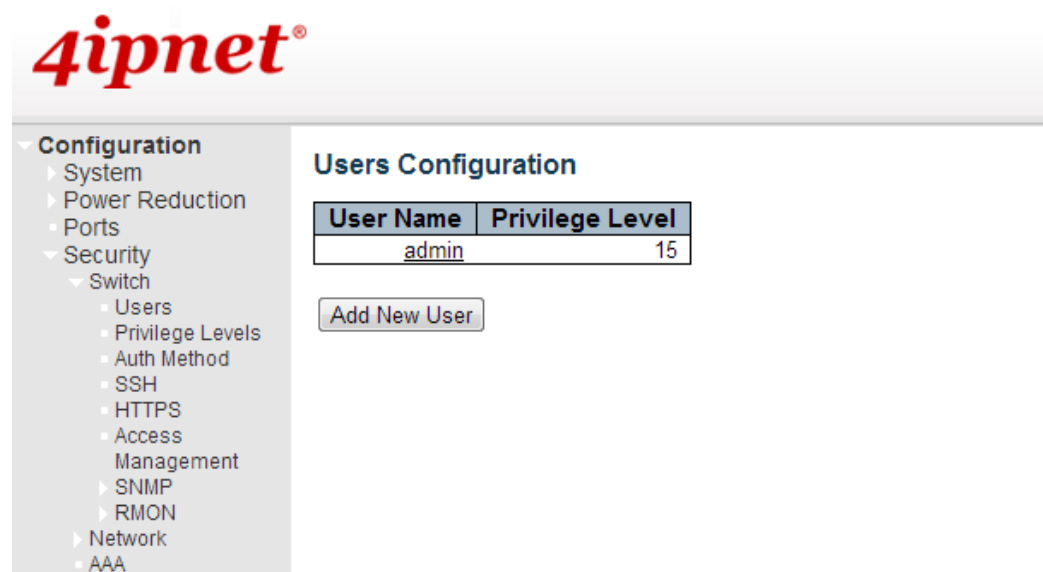 4ipnet®
Configuration
System
Power Reduction
Ports
Security
Switch
Users
Privilege Levels
Auth Method
SSH
HTTPS
Access
Management
SNMP
RMON
Network
AAA
Users Configuration
User Name Privilege Level
admin 15
Add New User